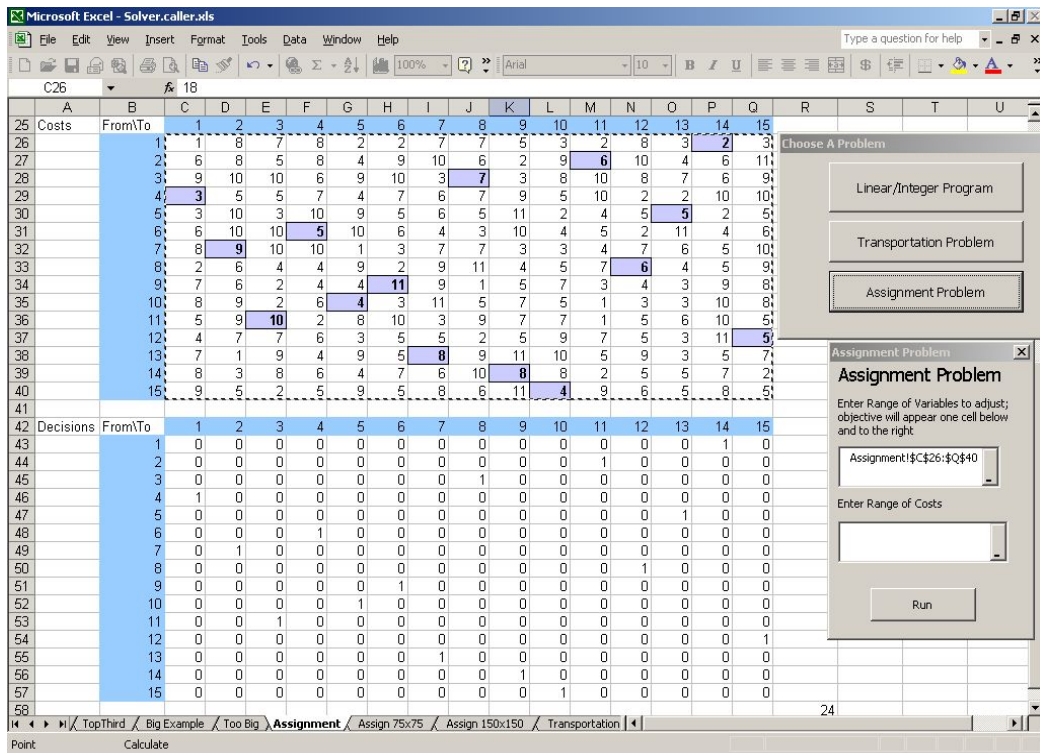 Microsoft Excel - Solver.caller.xls
File Edit View Insert Format Tools Data Window Help Type a question for help
100% Arial 10 B I U
C26 fx 18
A B C D E F G H I J K L M N O P Q R S T U
25 Costs From\To 1 2 3 4 5 6 7 8 9 10 11 12 13 14 15
26 1 1 8 7 8 2 2 7 7 5 3 2 8 3 2 3
27 2 6 8 5 8 4 9 10 6 2 9 6 10 4 6 11
28 3 9 10 10 6 9 10 3 7 3 8 10 8 7 6 9
29 4 3 5 5 7 4 7 6 7 9 5 10 2 2 10 10
30 5 3 10 3 10 9 5 6 5 11 2 4 5 5 2 5
31 6 6 10 10 5 10 6 4 3 10 4 5 2 11 4 6
32 7 8 9 10 10 1 3 7 7 3 3 4 7 6 5 10
33 8 2 6 4 4 9 2 9 11 4 5 7 6 4 5 9
34 9 7 6 2 4 4 11 9 1 5 7 3 4 3 9 8
35 10 8 9 2 6 4 3 11 5 7 5 1 3 3 10 8
36 11 5 9 10 2 8 10 3 9 7 7 1 5 6 10 5
37 12 4 7 7 6 3 5 5 2 5 9 7 5 3 11 5
38 13 7 1 9 4 9 5 8 9 11 10 5 9 3 5 7
39 14 8 3 8 6 4 7 6 10 8 8 2 5 5 7 2
40 15 9 5 2 5 9 5 8 6 11 4 9 6 5 8 5
41
42 Decisions From\To 1 2 3 4 5 6 7 8 9 10 11 12 13 14 15
43 1 0 0 0 0 0 0 0 0 0 0 0 0 0 1 0
44 2 0 0 0 0 0 0 0 0 0 0 1 0 0 0 0
45 3 0 0 0 0 0 0 0 1 0 0 0 0 0 0 0
46 4 1 0 0 0 0 0 0 0 0 0 0 0 0 0 0
47 5 0 0 0 0 0 0 0 0 0 0 0 0 1 0 0
48 6 0 0 0 1 0 0 0 0 0 0 0 0 0 0 0
49 7 0 1 0 0 0 0 0 0 0 0 0 0 0 0 0
50 8 0 0 0 0 0 0 0 0 0 0 0 1 0 0 0
51 9 0 0 0 0 0 1 0 0 0 0 0 0 0 0 0
52 10 0 0 0 0 1 0 0 0 0 0 0 0 0 0 0
53 11 0 0 1 0 0 0 0 0 0 0 0 0 0 0 0
54 12 0 0 0 0 0 0 0 0 0 0 0 0 0 0 1
55 13 0 0 0 0 0 0 1 0 0 0 0 0 0 0 0
56 14 0 0 0 0 0 0 0 0 1 0 0 0 0 0 0
57 15 0 0 0 0 0 0 0 0 0 1 0 0 0 0 0
58 24
Choose A Problem
Linear/Integer Program
Transportation Problem
Assignment Problem
Assignment Problem
Assignment Problem
Enter Range of Variables to adjust;
objective will appear one cell below
and to the right
Assignment!$C$26:$Q$40
Enter Range of Costs
Run
TopThird Big Example Too Big Assignment Assign 75x75 Assign 150x150 Transportation
Point Calculate